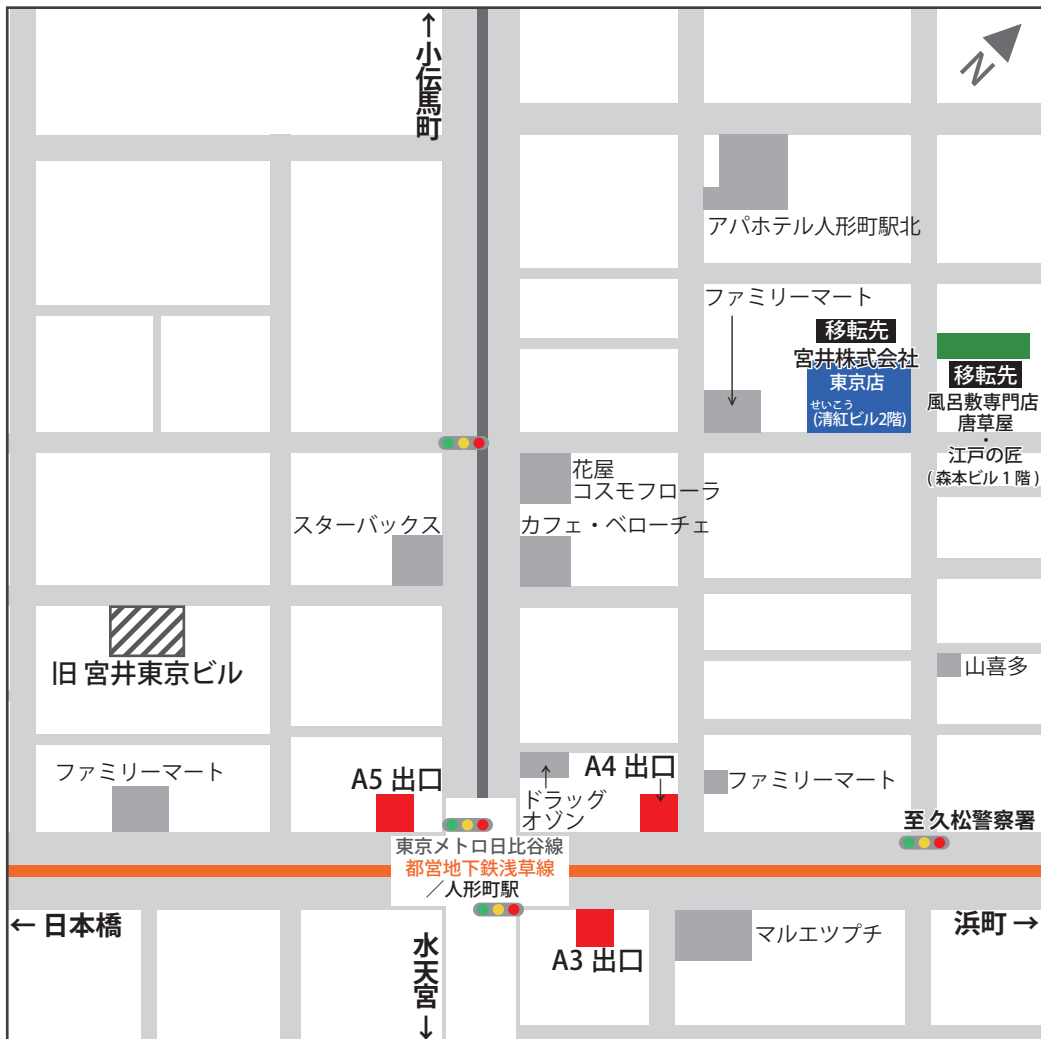 ↑小伝馬町
N
アパホテル人形町駅北
ファミリーマート
移転先
宮井株式会社
東京店
せいこう
(清紅ビル2階)
移転先
風呂敷専門店
唐草屋
・
江戸の匠
(森本ビル1階)
花屋
コスモフローラ
スターバックス
カフェ・ベローチェ
旧 宮井東京ビル
山喜多
ファミリーマート
A5 出口
ドラッグ
オゾン
A4 出口
ファミリーマート
至 久松警察署
東京メトロ日比谷線
都営地下鉄浅草線
／人形町駅
← 日本橋
水天宮↓
A3 出口
マルエツプチ
浜町 →